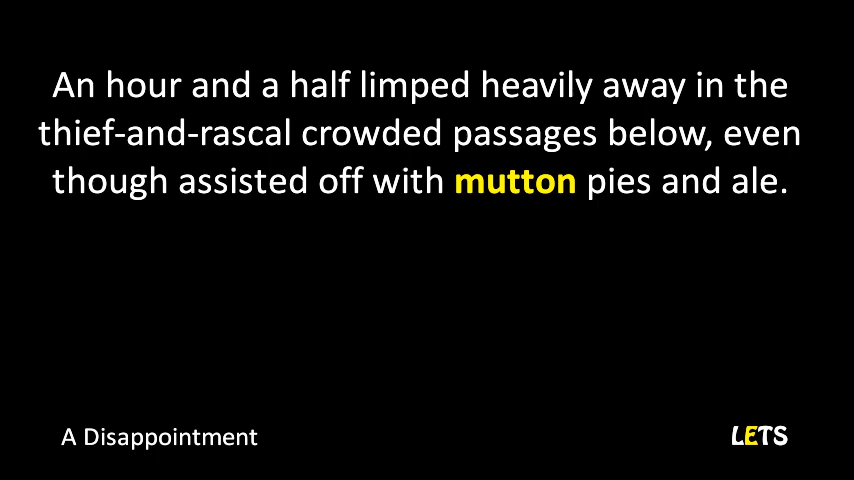 An hour and a half limped heavily away in the
thief-and-rascal crowded passages below, even
though assisted off with mutton pies and ale.
A Disappointment
LETS